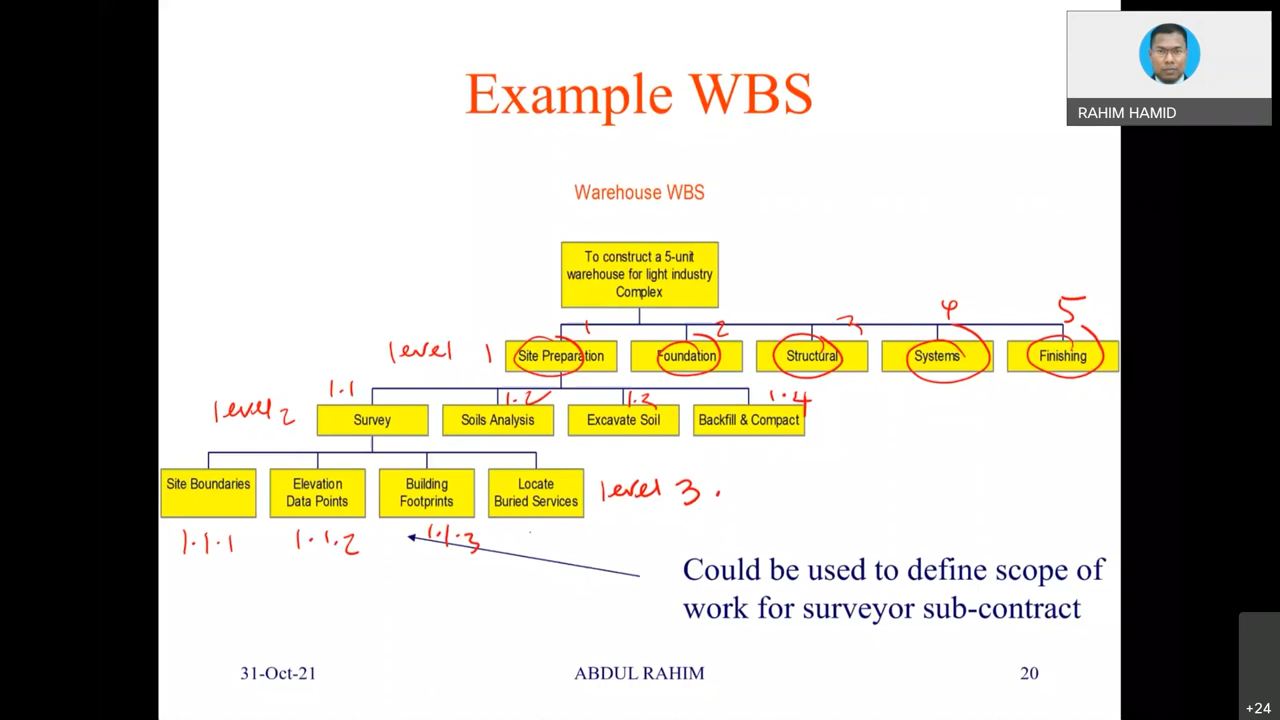 RAHIM HAMID
Example WBS
Warehouse WBS
To construct a 5-unit
warehouse for light industry
Complex
1 2 3 4 5
level 1
Site Preparation
Foundation
Structural
Systems
Finishing
1.1 1.2 1.3 1.4
level 2
Survey
Soils Analysis
Excavate Soil
Backfill & Compact
Site Boundaries
Elevation
Data Points
Building
Footprints
Locate
Buried Services
level 3 .
1.1.1 1.1.2 1.1.3
Could be used to define scope of
work for surveyor sub-contract
31-Oct-21 ABDUL RAHIM 20
+24